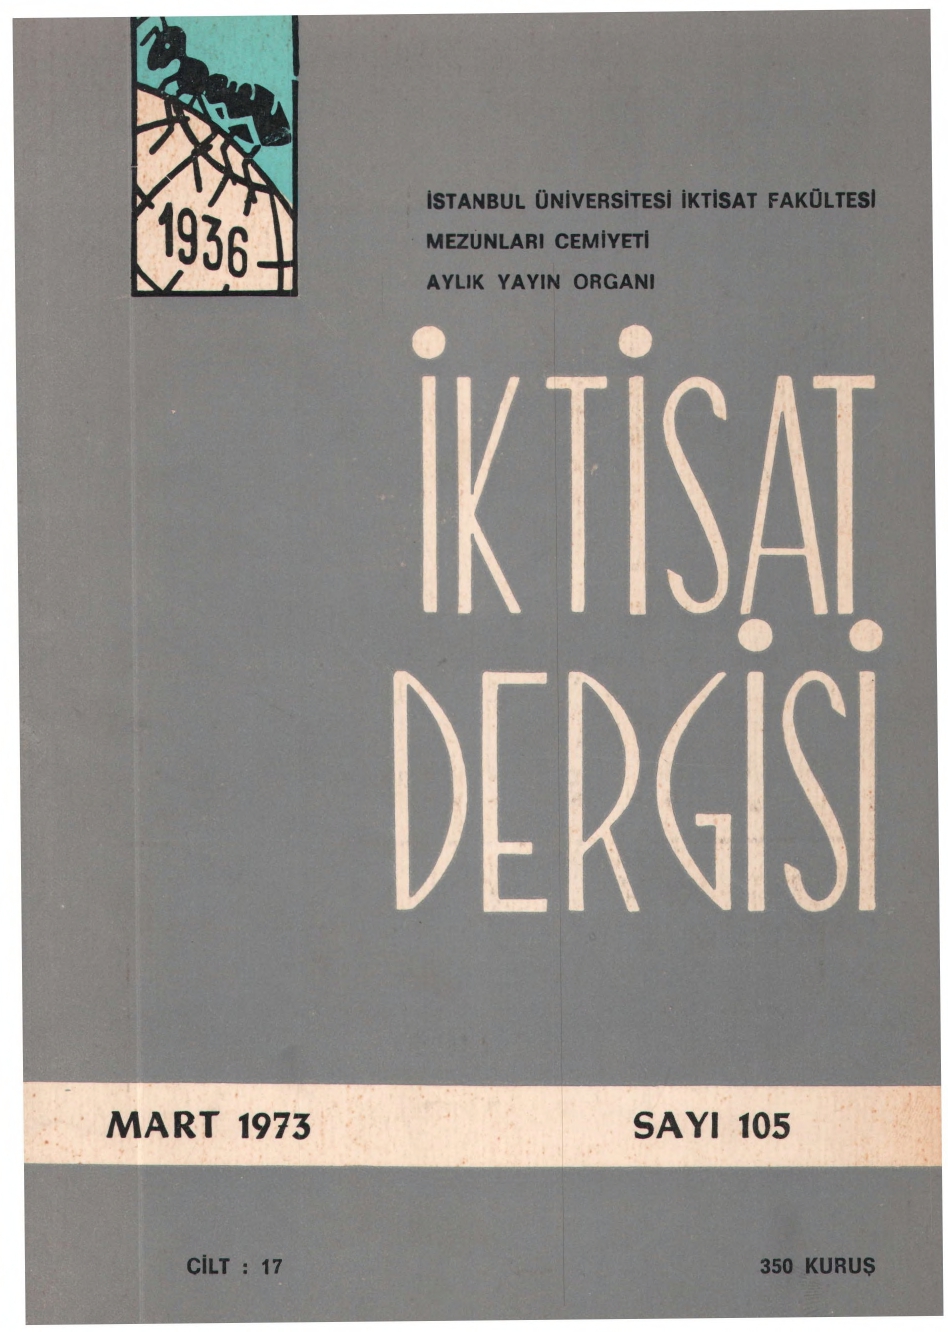 1936
İSTANBUL ÜNİVERSİTESİ İKTİSAT FAKÜLTESİ
MEZUNLARI CEMİYETİ
AYLIK YAYIN ORGANI
İKTİSAT
DERGİSİ
MART 1973 SAYI 105
CİLT : 17 350 KURUŞ